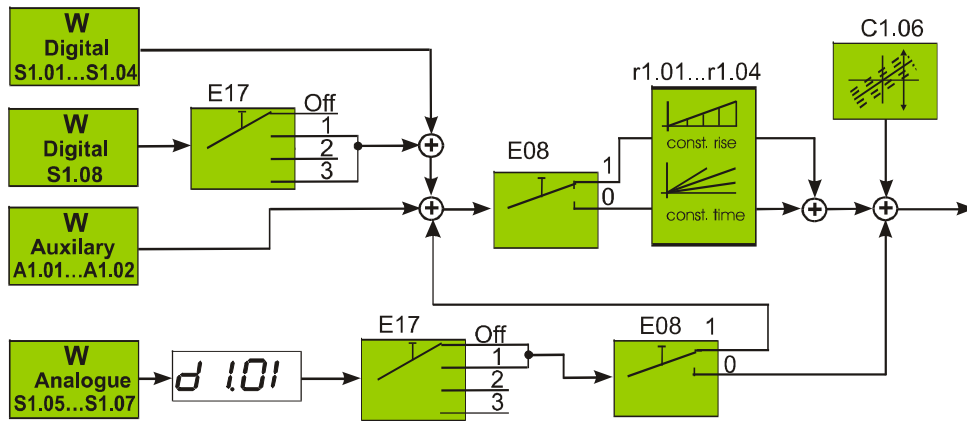 W
Digital
S1.01...S1.04
C1.06
r1.01...r1.04
E17
Off
1
2
3
W
Digital
S1.08
E08
1
0
const. rise
const. time
W
Auxilary
A1.01...A1.02
E17
Off
1
2
3
E08
1
0
W
Analogue
S1.05...S1.07
d 1.01